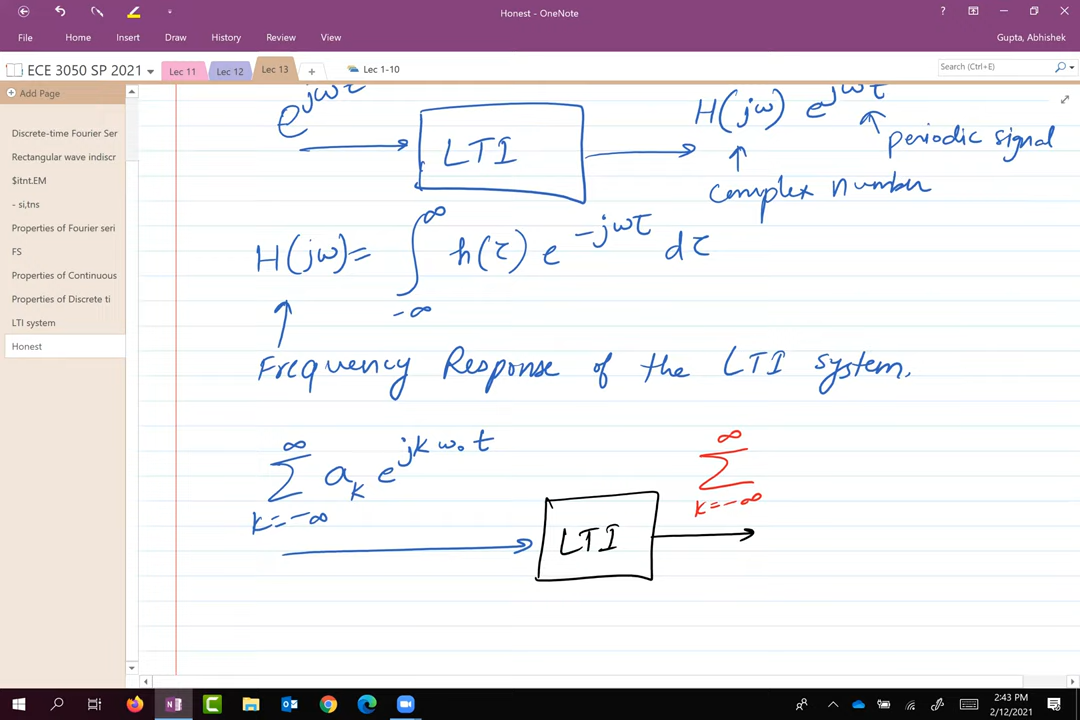 Honest - OneNote
?
File Home Insert Draw History Review View Gupta, Abhishek
ECE 3050 SP 2021 Lec 11 Lec 12 Lec 13 + Lec 1-10 Search (Ctrl+E)
Add Page
Discrete-time Fourier Ser
Rectangular wave indiscr
$itnt.EM
- si,tns
Properties of Fourier seri
FS
Properties of Continuous
Properties of Discrete ti
LTI system
Honest
e^{jωτ} LTI H(jω) e^{jωτ}
periodic signal
complex number
H(jω) = ∫_{-∞}^{∞} h(τ) e^{-jωτ} dτ
Frequency Response of the LTI system.
∑_{k=-∞}^{∞} a_k e^{jkω₀t} LTI ∑_{k=-∞}^{∞}
2:43 PM
2/12/2021